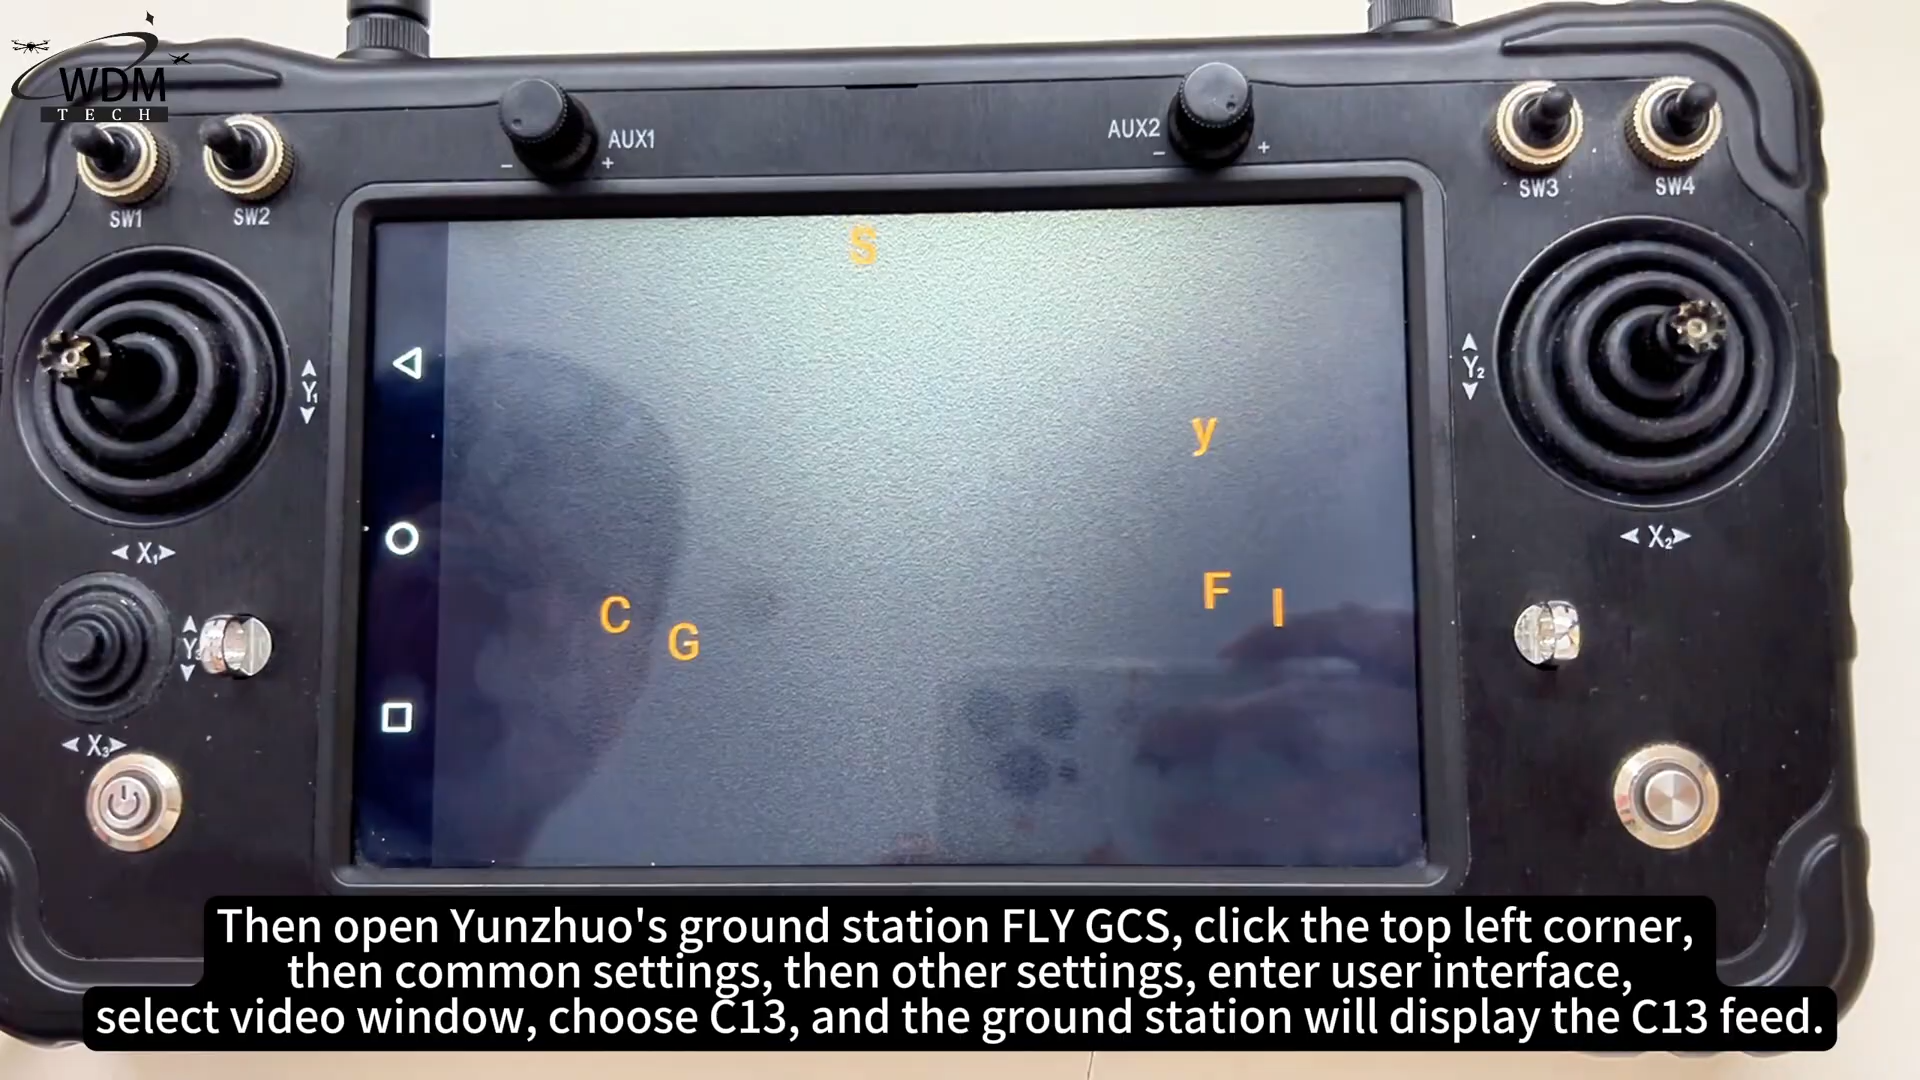 WDM
TECH
AUX1
- +
AUX2
- +
SW1
SW2
SW3
SW4
S
y
Y1
Y2
F
I
C
G
X1
X2
Y3
X3
Then open Yunzhuo's ground station FLY GCS, click the top left corner,
then common settings, then other settings, enter user interface,
select video window, choose C13, and the ground station will display the C13 feed.